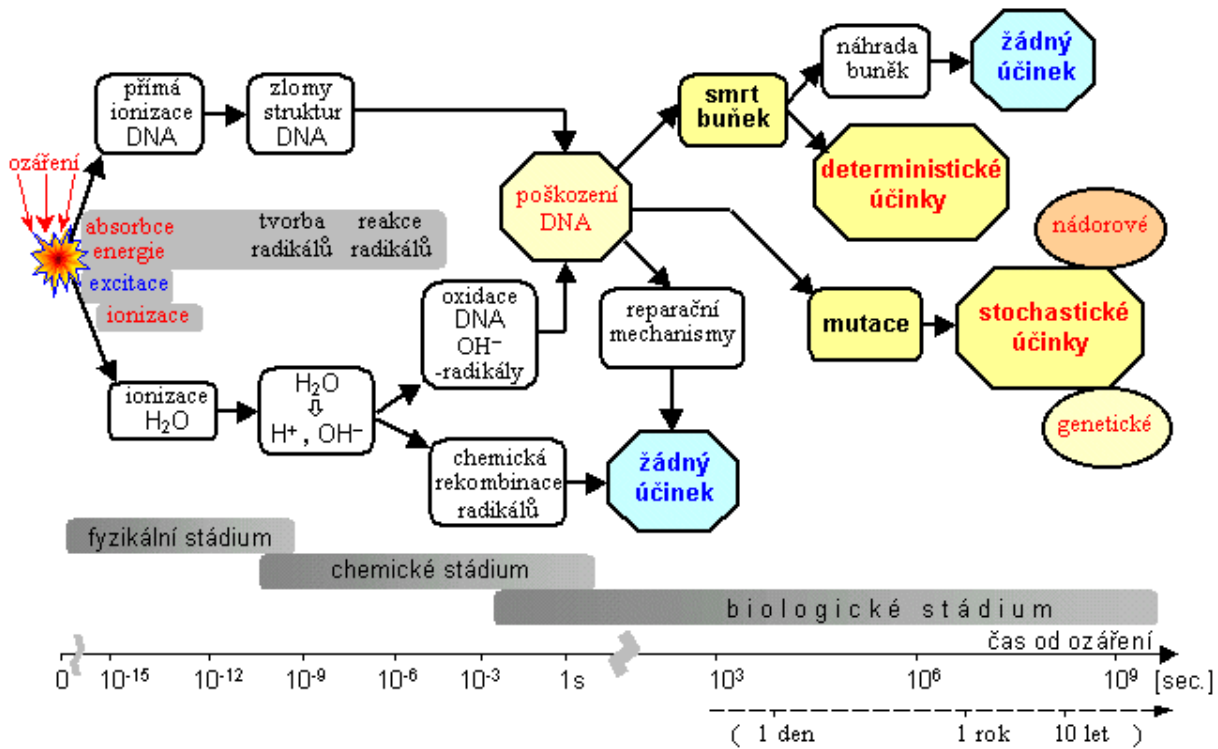 přímá
ionizace
DNA
zlomy
struktur
DNA
smrt
buňek
náhrada
buněk
žádný
účinek
ozáření
poškození
DNA
deterministické
účinky
absorbce
energie
tvorba
radikálů
reakce
radikálů
excitace
ionizace
nádorové
oxidace
DNA
OH⁻
-radikály
reparační
mechanismy
mutace
stochastické
účinky
ionizace
H₂O
H₂O
⇩
H⁺, OH⁻
genetické
chemická
rekombinace
radikálů
žádný
účinek
fyzikální stádium
chemické stádium
biologické stádium
čas od ozáření
0 10⁻¹⁵ 10⁻¹² 10⁻⁹ 10⁻⁶ 10⁻³ 1s 10³ 10⁶ 10⁹ [sec.]
( 1 den 1 rok 10 let )